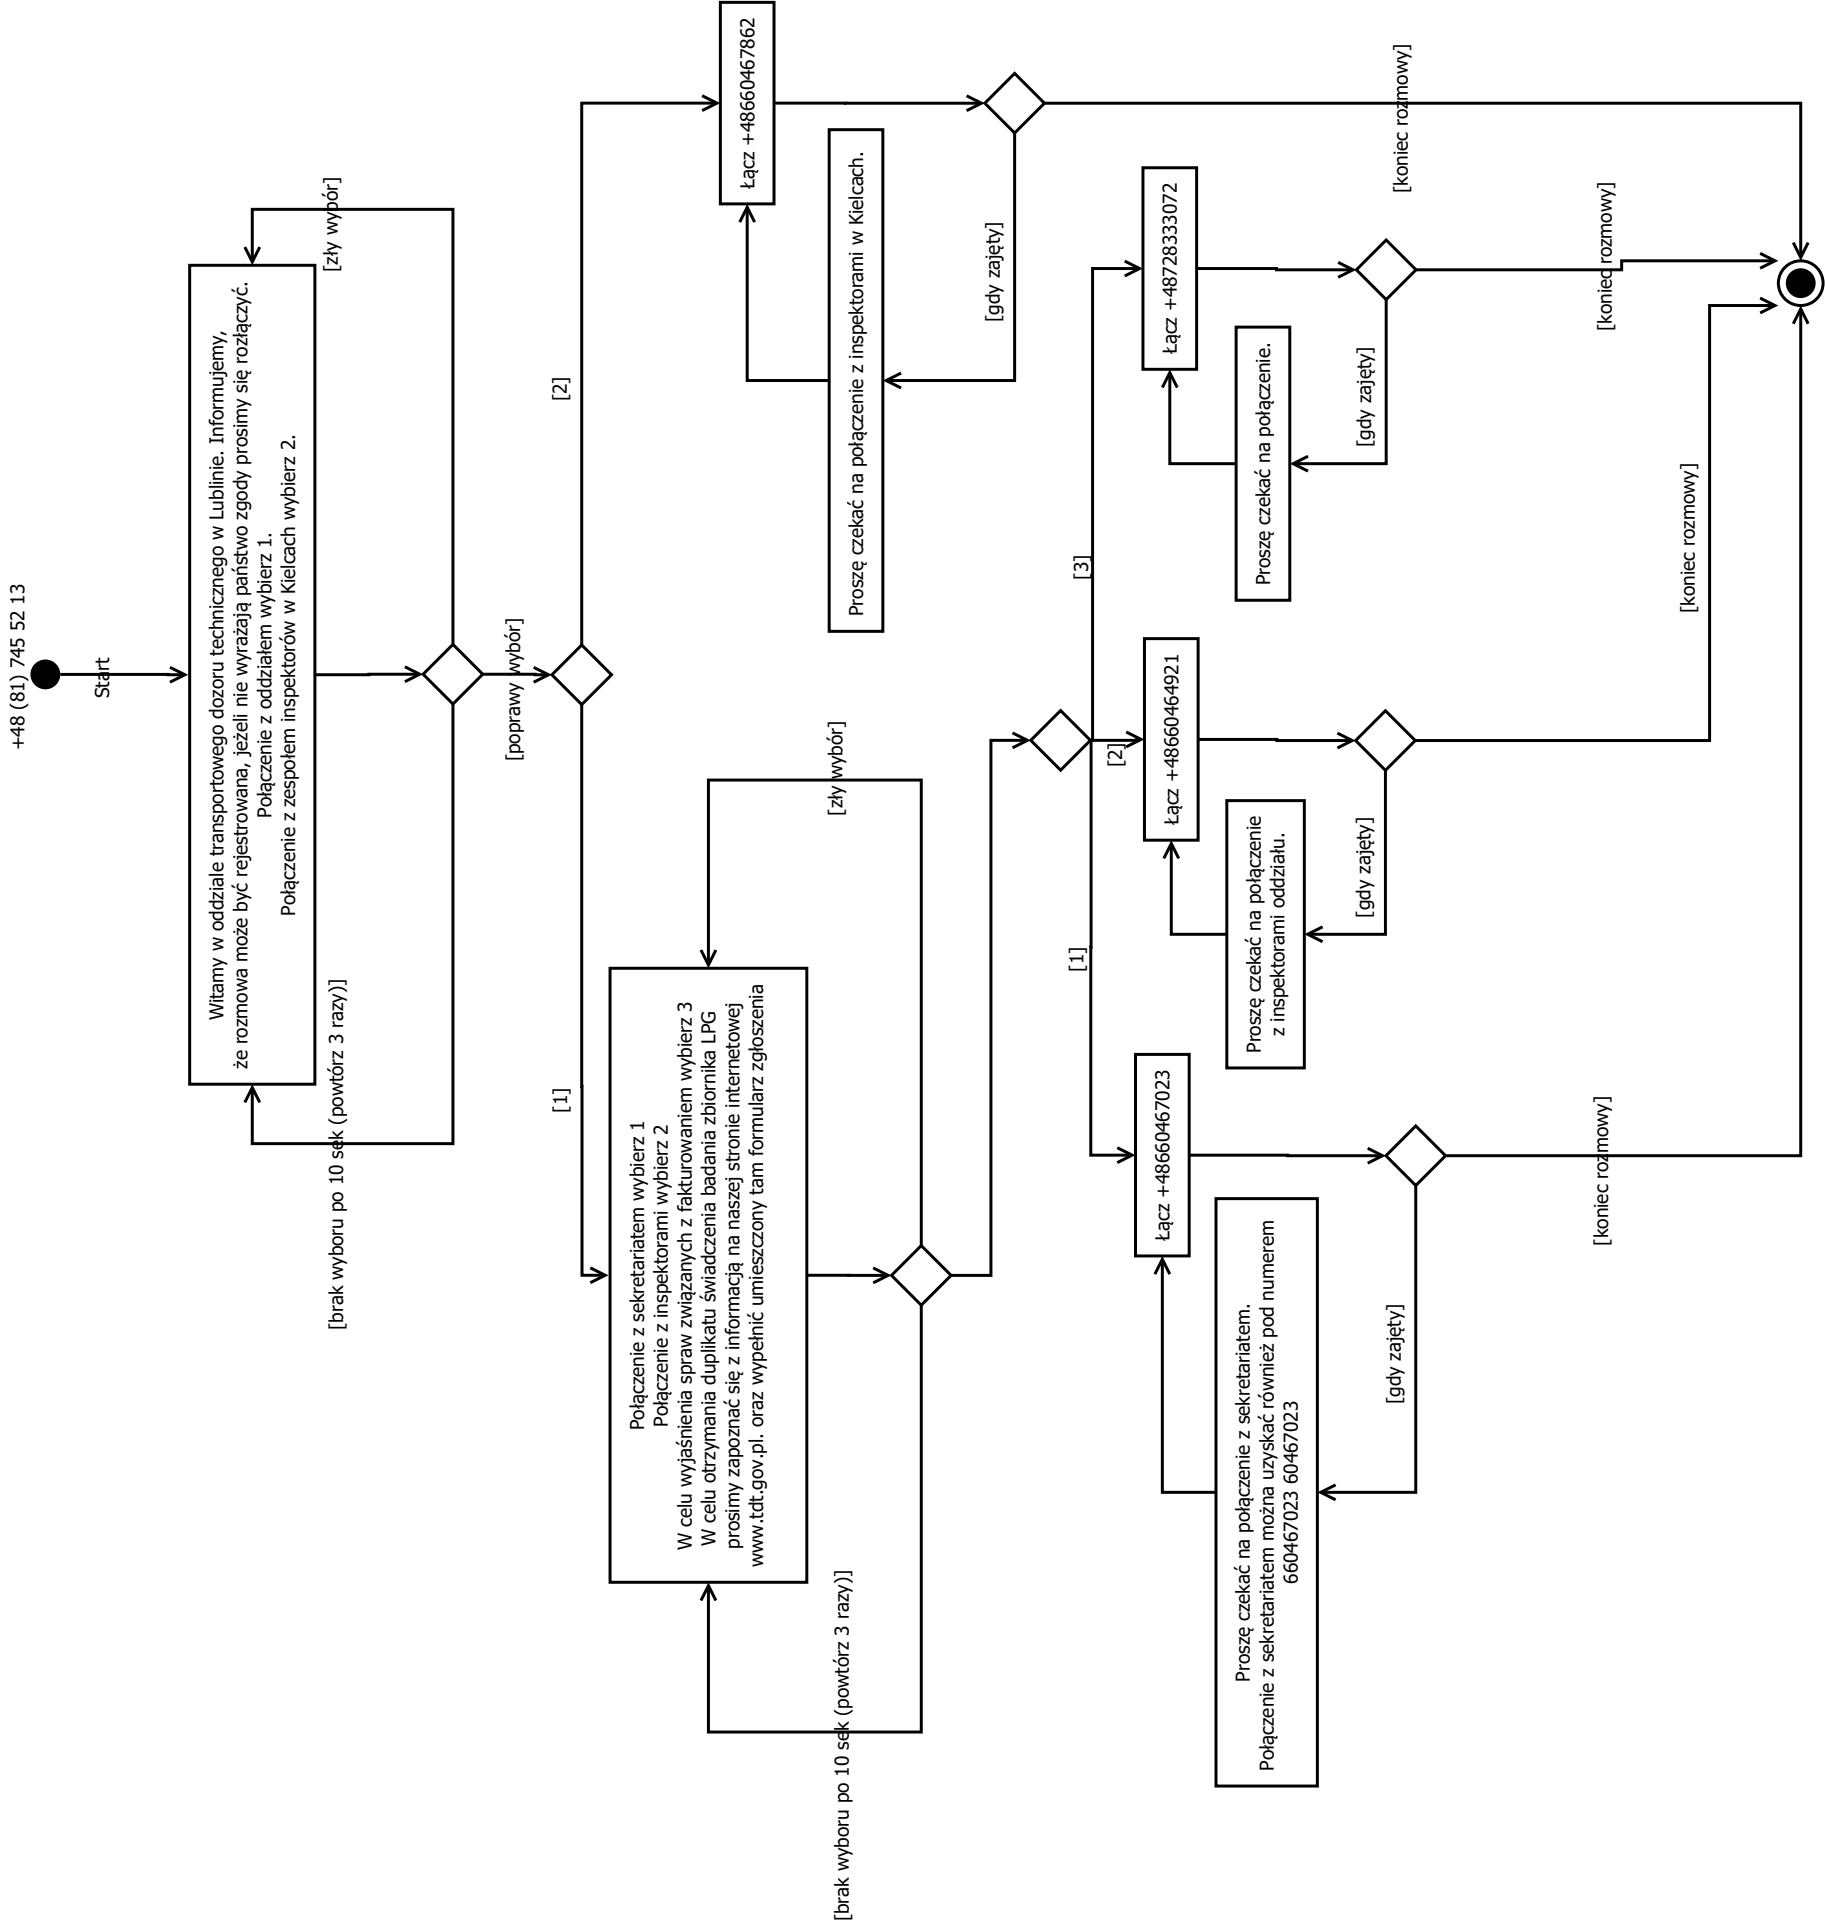 +48 (81) 745 52 13
Start
Witamy w oddziale transportowego dozoru technicznego w Lublinie. Informujemy,
że rozmowa może być rejestrowana, jeżeli nie wyrażają państwo zgody prosimy się rozłączyć.
Połączenie z oddziałem wybierz 1.
Połączenie z zespołem inspektorów w Kielcach wybierz 2.
[brak wyboru po 10 sek (powtórz 3 razy)]
[zły wybór]
[poprawy wybór]
[1]
[2]
Połączenie z sekretariatem wybierz 1
Połączenie z inspektorami wybierz 2
W celu wyjaśnienia spraw związanych z fakturowaniem wybierz 3
W celu otrzymania duplikatu świadczenia badania zbiornika LPG
prosimy zapoznać się z informacją na naszej stronie internetowej
www.tdt.gov.pl. oraz wypełnić umieszczony tam formularz zgłoszenia
[brak wyboru po 10 sek (powtórz 3 razy)]
[zły wybór]
Łącz +48660467862
Proszę czekać na połączenie z inspektorami w Kielcach.
[gdy zajęty]
[koniec rozmowy]
[1]
[2]
[3]
Łącz +48660467023
Proszę czekać na połączenie z sekretariatem.
Połączenie z sekretariatem można uzyskać również pod numerem
660467023 60467023
[gdy zajęty]
[koniec rozmowy]
Łącz +48660464921
Proszę czekać na połączenie
z inspektorami oddziału.
[gdy zajęty]
[koniec rozmowy]
Łącz +48728333072
Proszę czekać na połączenie.
[gdy zajęty]
[koniec rozmowy]